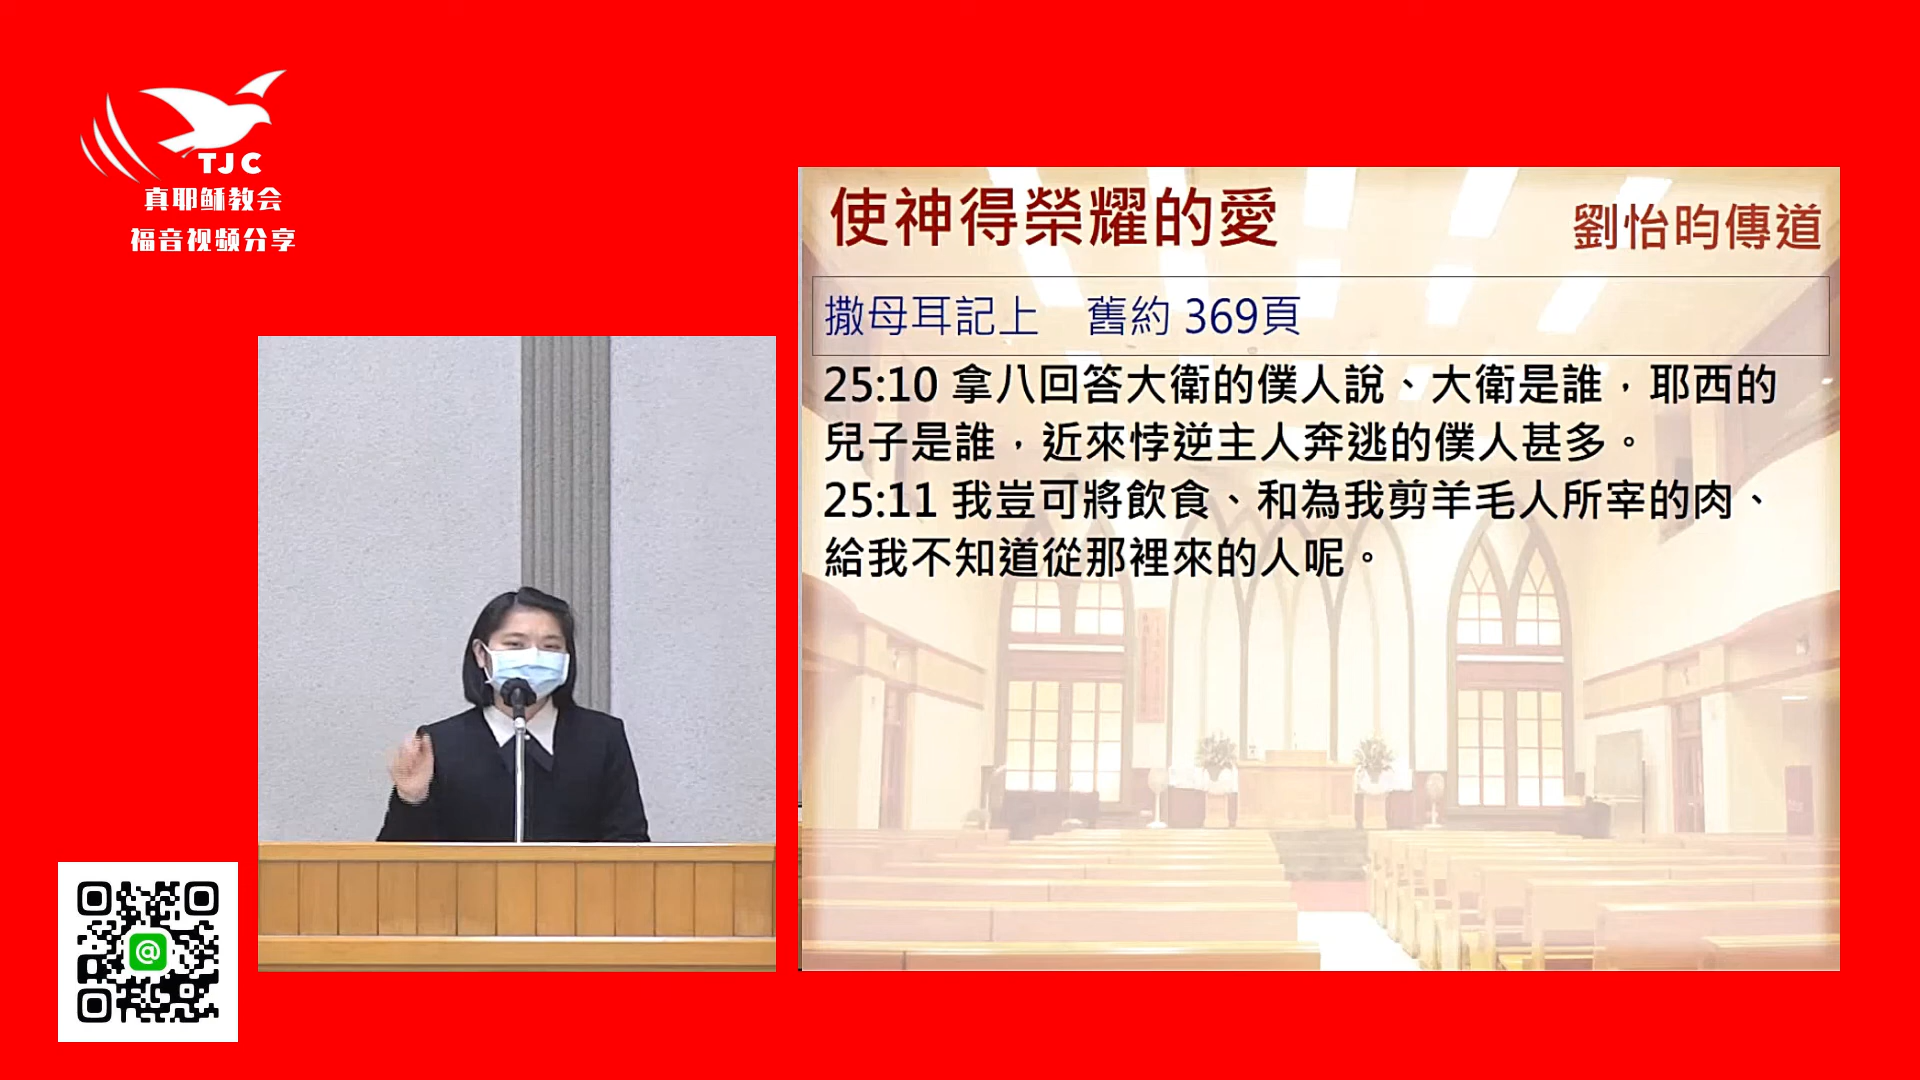 TJC
真耶稣教会
福音视频分享
使神得榮耀的愛
劉怡昀傳道
撒母耳記上 舊約 369頁
25:10 拿八回答大衛的僕人說、大衛是誰，耶西的
兒子是誰，近來悖逆主人奔逃的僕人甚多。
25:11 我豈可將飲食、和為我剪羊毛人所宰的肉、
給我不知道從那裡來的人呢。
@